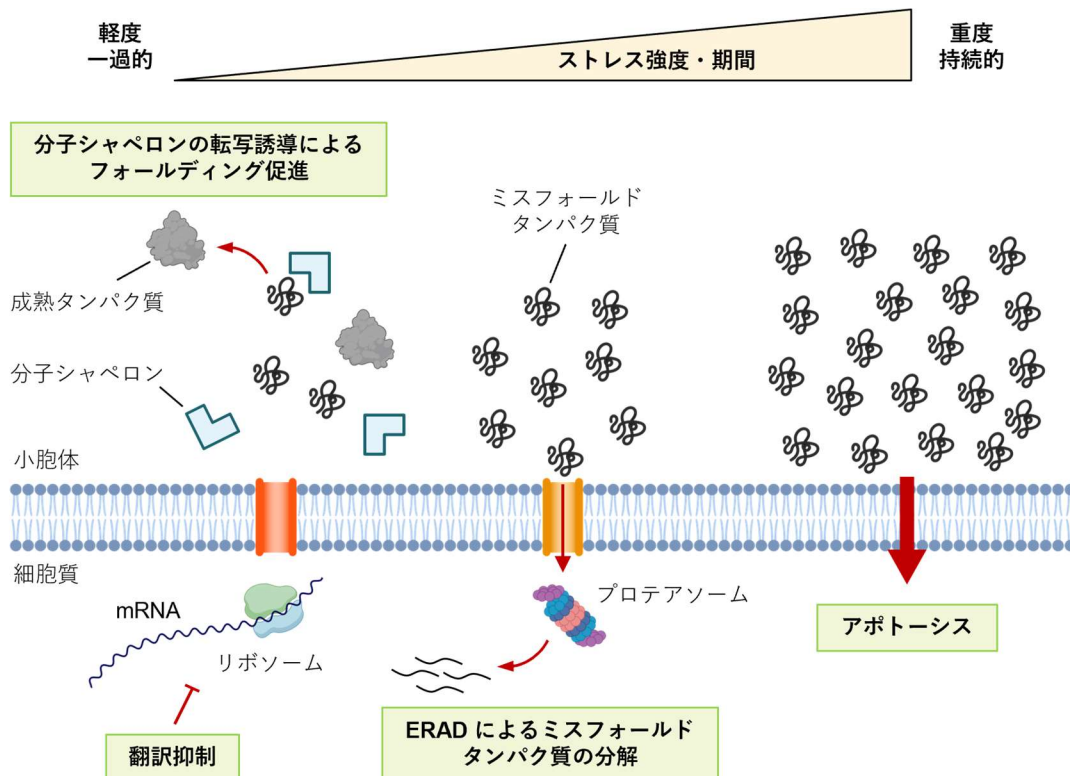 軽度
一過的
ストレス強度・期間
重度
持続的
分子シャペロンの転写誘導による
フォールディング促進
ミスフォールド
タンパク質
成熟タンパク質
分子シャペロン
小胞体
細胞質
mRNA
リボソーム
プロテアソーム
アポトーシス
翻訳抑制
ERAD によるミスフォールド
タンパク質の分解